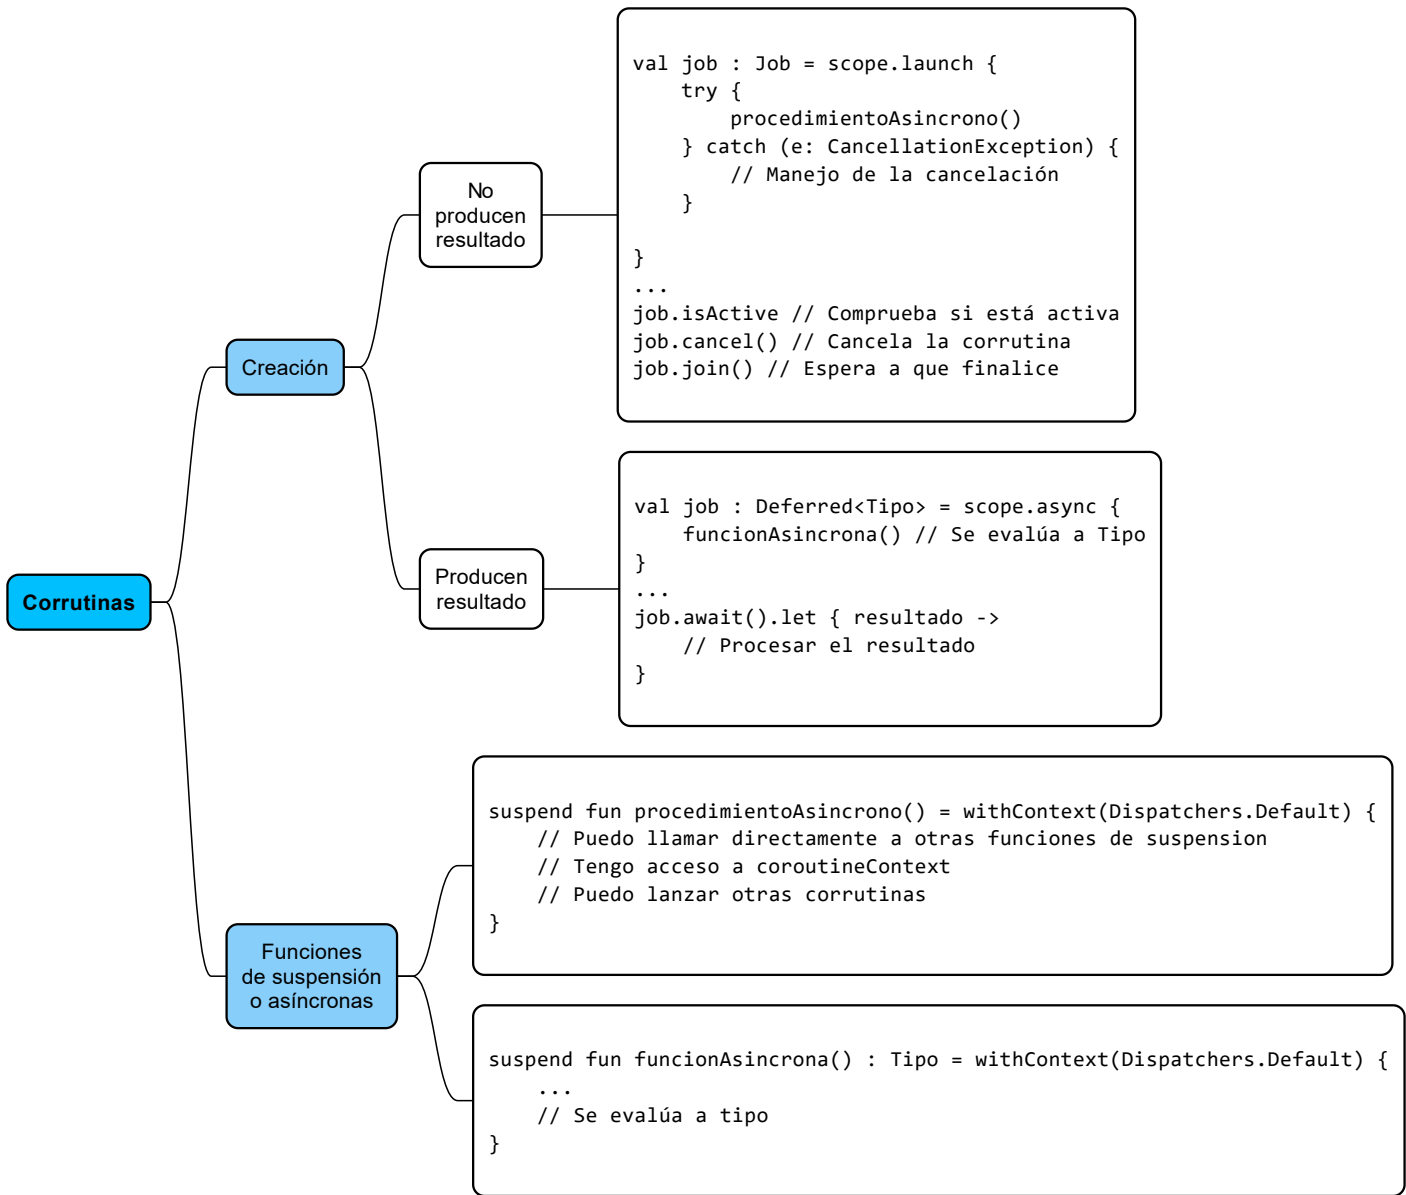 val job : Job = scope.launch {
    try {
        procedimientoAsincrono()
    } catch (e: CancellationException) {
        // Manejo de la cancelación
    }
}
...
job.isActive // Comprueba si está activa
job.cancel() // Cancela la corrutina
job.join() // Espera a que finalice
No
producen
resultado
Creación
val job : Deferred<Tipo> = scope.async {
    funcionAsincrona() // Se evalúa a Tipo
}
...
job.await().let { resultado ->
    // Procesar el resultado
}
Producen
resultado
Corrutinas
suspend fun procedimientoAsincrono() = withContext(Dispatchers.Default) {
    // Puedo llamar directamente a otras funciones de suspension
    // Tengo acceso a coroutineContext
    // Puedo lanzar otras corrutinas
}
Funciones
de suspensión
o asíncronas
suspend fun funcionAsincrona() : Tipo = withContext(Dispatchers.Default) {
    ...
    // Se evalúa a tipo
}